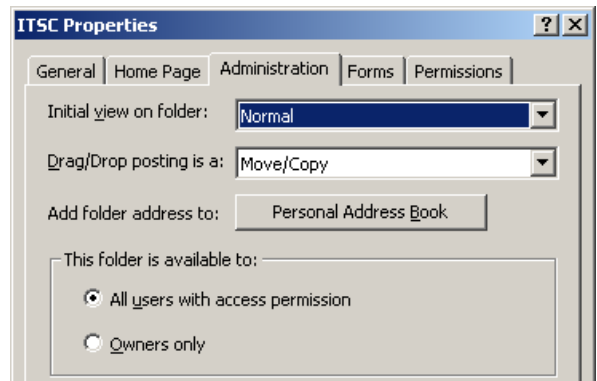 ITSC Properties
General Home Page Administration Forms Permissions
Initial view on folder: Normal
Drag/Drop posting is a: Move/Copy
Add folder address to: Personal Address Book
This folder is available to:
All users with access permission
Owners only